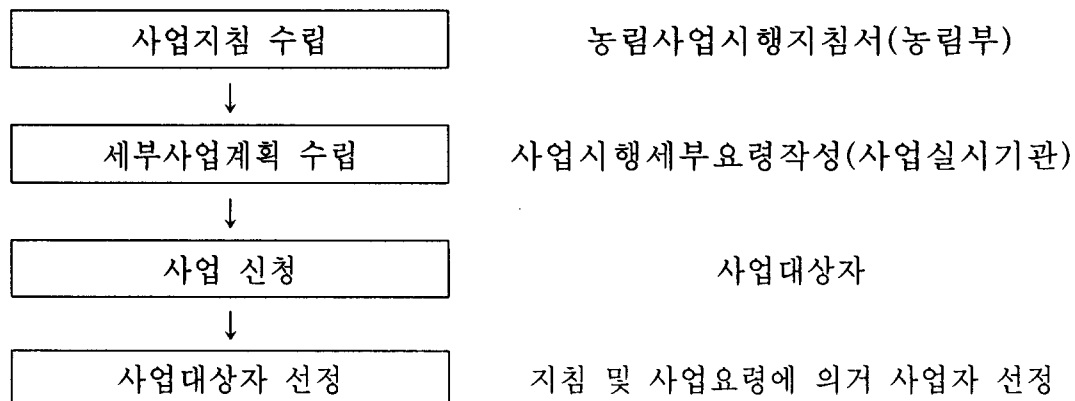 사업지침 수립 농림사업시행지침서(농림부)
↓
세부사업계획 수립 사업시행세부요령작성(사업실시기관)
↓
사업 신청 사업대상자
↓
사업대상자 선정 지침 및 사업요령에 의거 사업자 선정